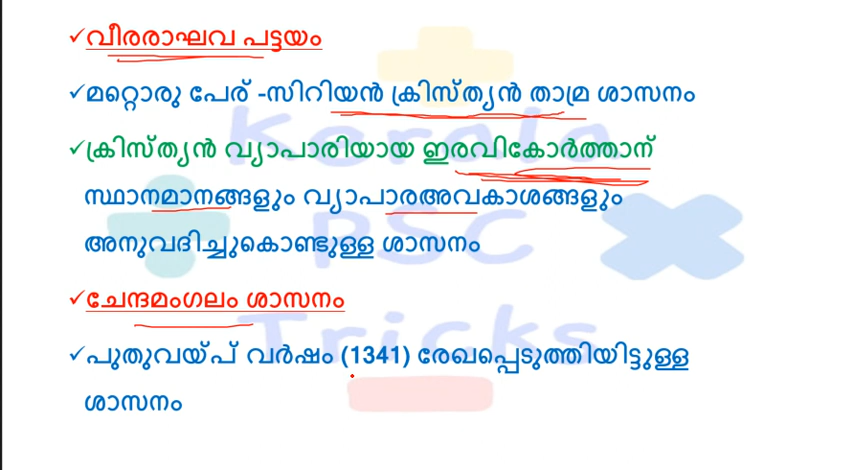 ✓വീരരാഘവ പട്ടയം
✓മറ്റൊരു പേര് -സിറിയൻ ക്രിസ്ത്യൻ താമ്ര ശാസനം
✓ക്രിസ്ത്യൻ വ്യാപാരിയായ ഇരവികോർത്താന്
സ്ഥാനമാനങ്ങളും വ്യാപാരഅവകാശങ്ങളും
അനുവദിച്ചുകൊണ്ടുള്ള ശാസനം
✓ചേന്ദമംഗലം ശാസനം
✓പുതുവയ്പ് വർഷം (1341) രേഖപ്പെടുത്തിയിട്ടുള്ള
ശാസനം
Kerala
PSC
Tricks